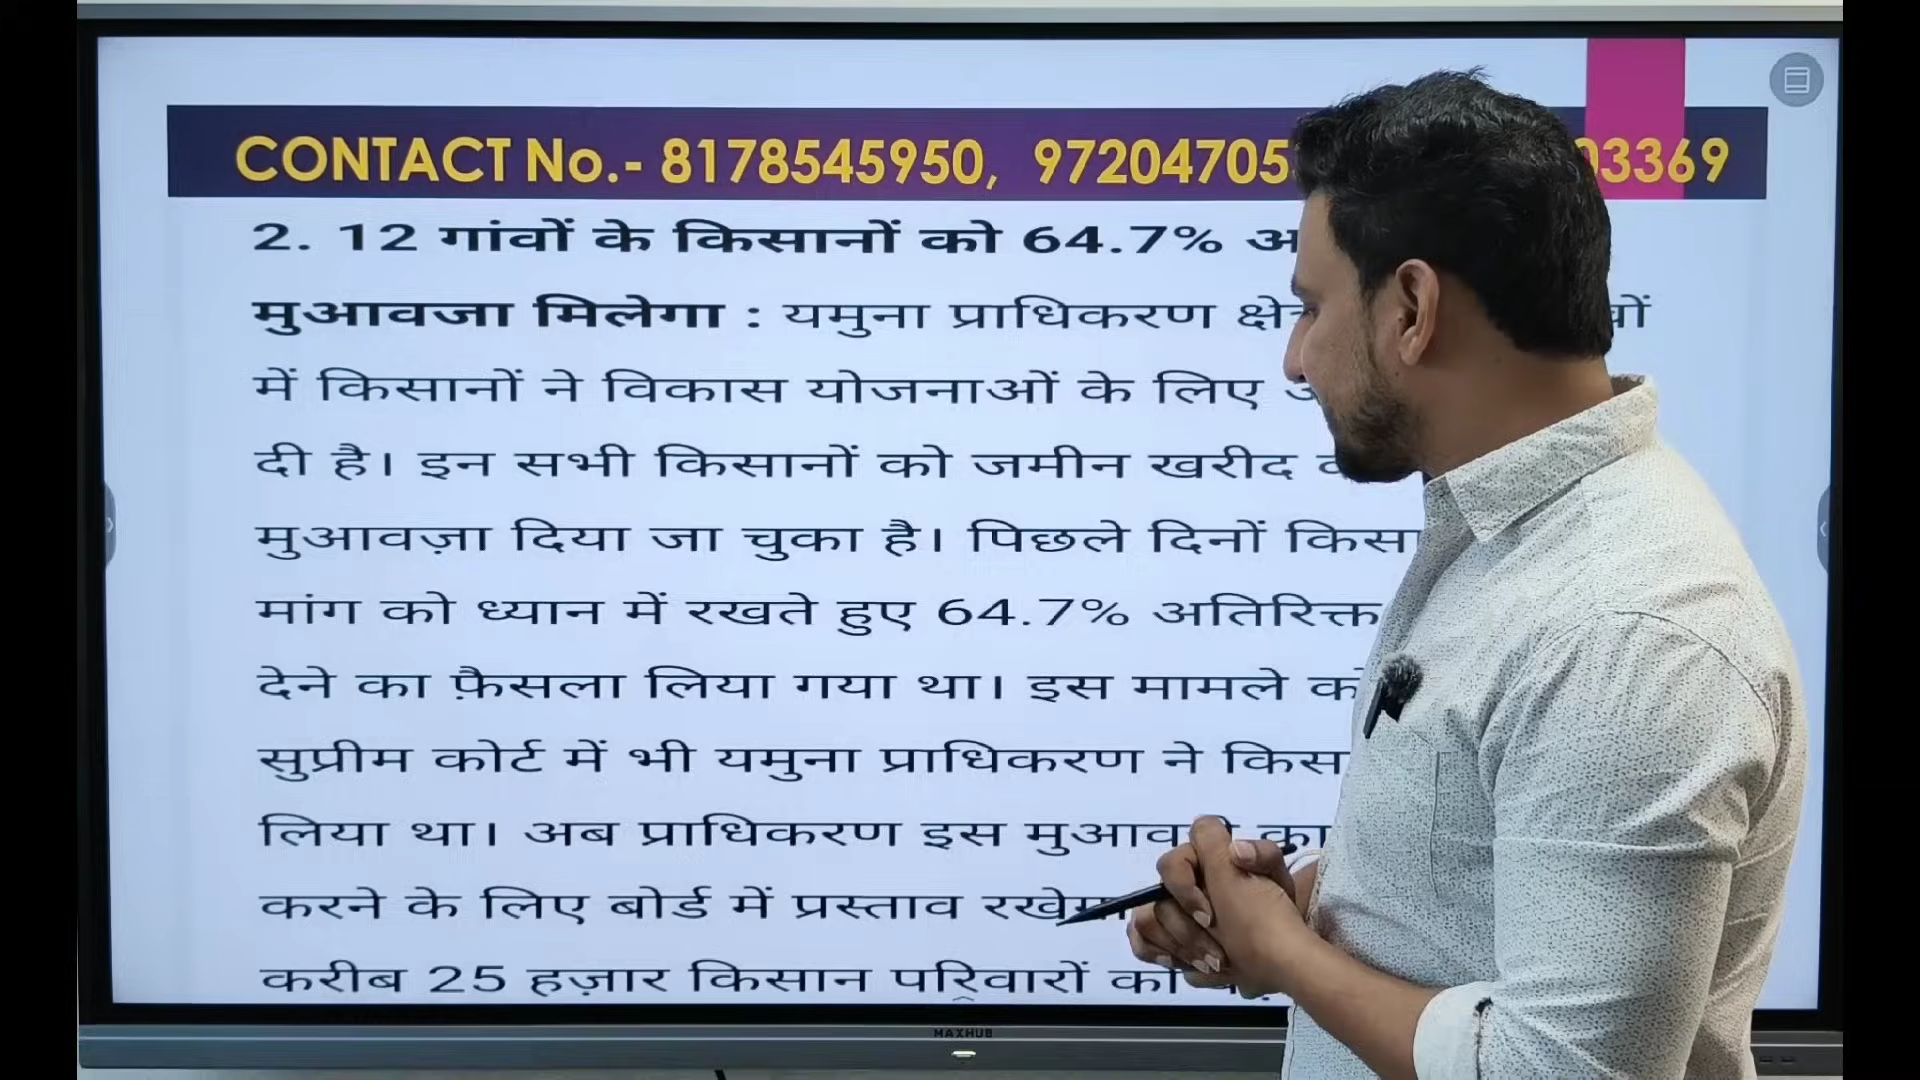 CONTACT No.- 8178545950, 97204705 03369
2. 12 गांवों के किसानों को 64.7%
मुआवजा मिलेगा : यमुना प्राधिकरण
में किसानों ने विकास योजनाओं के लिए
दी है। इन सभी किसानों को जमीन खरीद
मुआवज़ा दिया जा चुका है। पिछले दिनों
मांग को ध्यान में रखते हुए 64.7% अतिरिक्त
देने का फ़ैसला लिया गया था। इस मामले
सुप्रीम कोर्ट में भी यमुना प्राधिकरण ने
लिया था। अब प्राधिकरण इस
करने के लिए बोर्ड में प्रस्ताव
करीब 25 हज़ार किसान परिवारों
MAXHUB